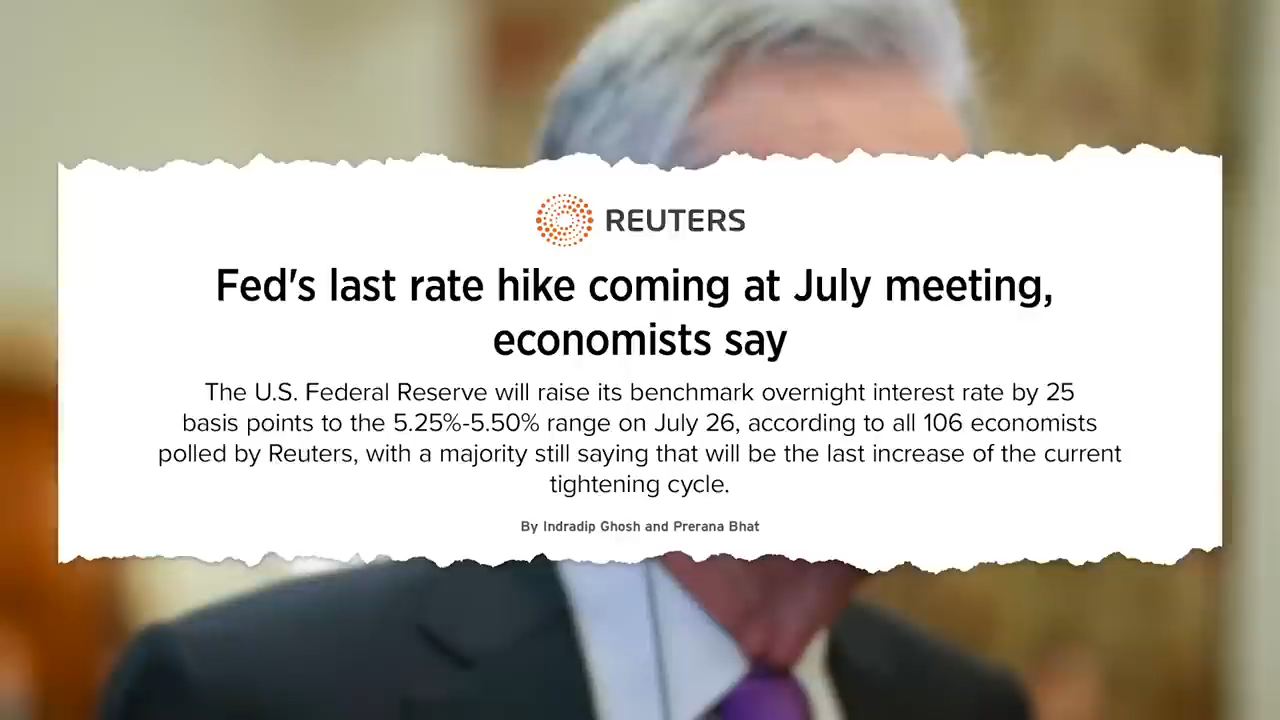 REUTERS
Fed's last rate hike coming at July meeting,
economists say
The U.S. Federal Reserve will raise its benchmark overnight interest rate by 25
basis points to the 5.25%-5.50% range on July 26, according to all 106 economists
polled by Reuters, with a majority still saying that will be the last increase of the current
tightening cycle.
By Indradip Ghosh and Prerana Bhat